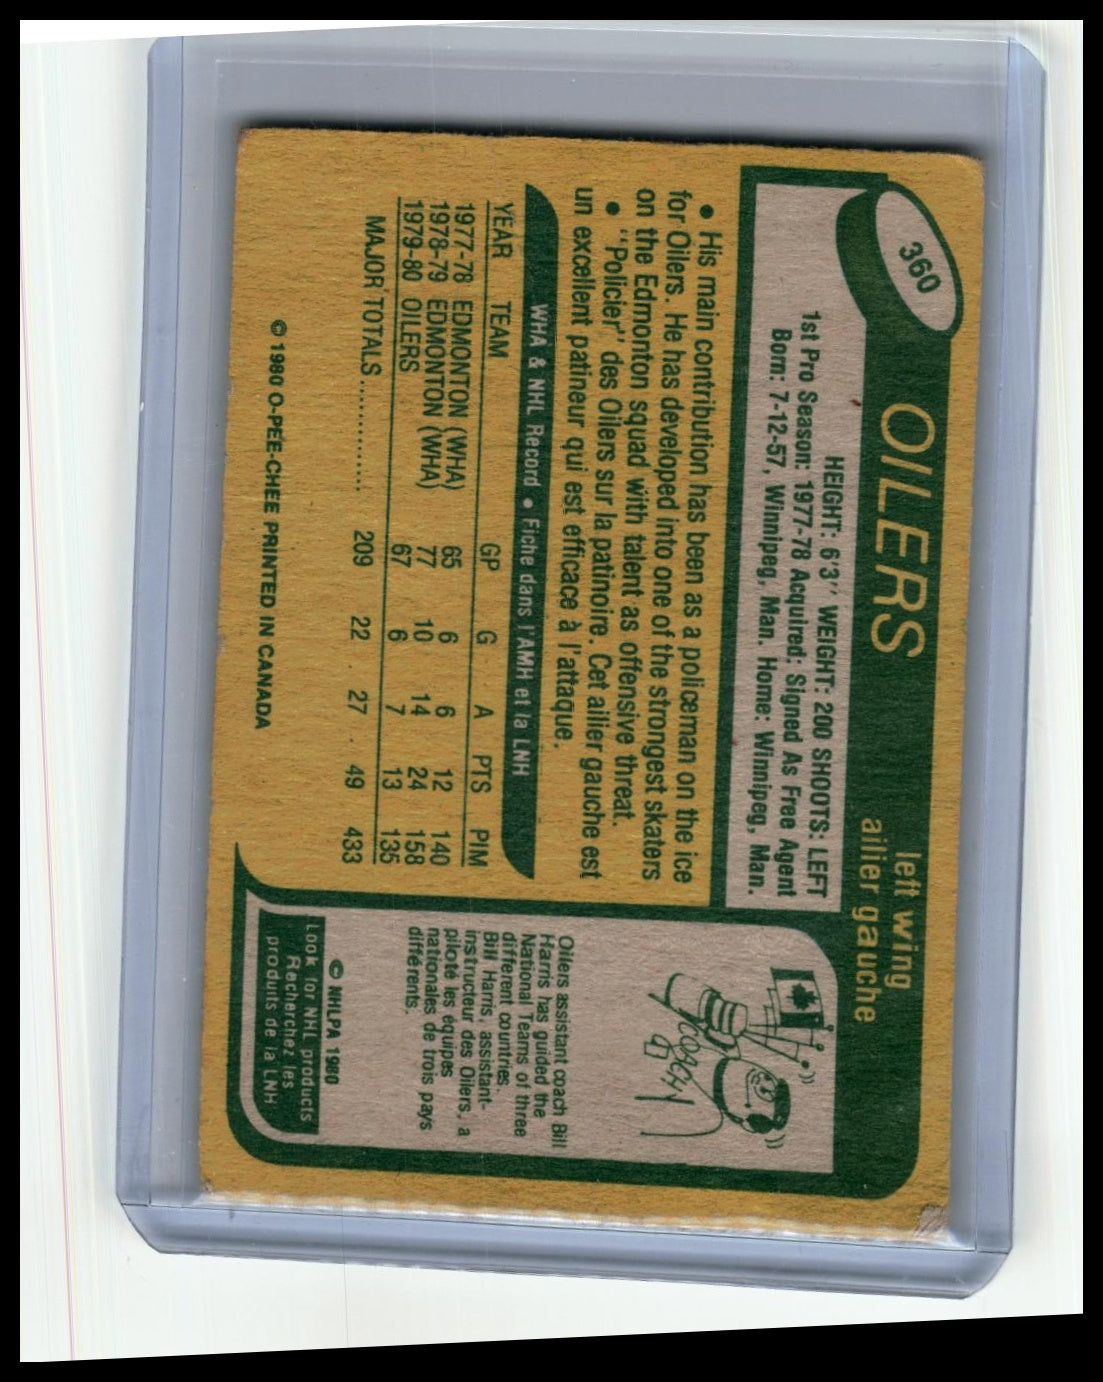 360
OILERS
left wing
ailier gauche
HEIGHT: 6'3" WEIGHT: 200 SHOOTS: LEFT
1st Pro Season: 1977-78 Acquired: Signed As Free Agent
Born: 7-12-57, Winnipeg, Man. Home: Winnipeg, Man.
• His main contribution has been as a policeman on the ice
for Oilers. He has developed into one of the strongest skaters
on the Edmonton squad with talent as offensive threat.
• "Policier" des Oilers sur la patinoire. Cet ailier gauche est
un excellent patineur qui est efficace à l'attaque.
WHA & NHL Record • Fiche dans l'AMH et la LNH
YEAR TEAM GP G A PTS PIM
1977-78 EDMONTON (WHA) 65 6 6 12 140
1978-79 EDMONTON (WHA) 77 10 14 24 158
1979-80 OILERS 67 6 7 13 135
MAJOR TOTALS............. 209 22 27 49 433
© 1980 O-PEE-CHEE PRINTED IN CANADA
Oilers assistant coach Bill
Harris has guided the
National Teams of three
different countries.
Bill Harris, assistant-
instructeur des Oilers, a
piloté les équipes
nationales de trois pays
différents.
© NHLPA 1980
Look for NHL products
Recherchez les
produits de la LNH